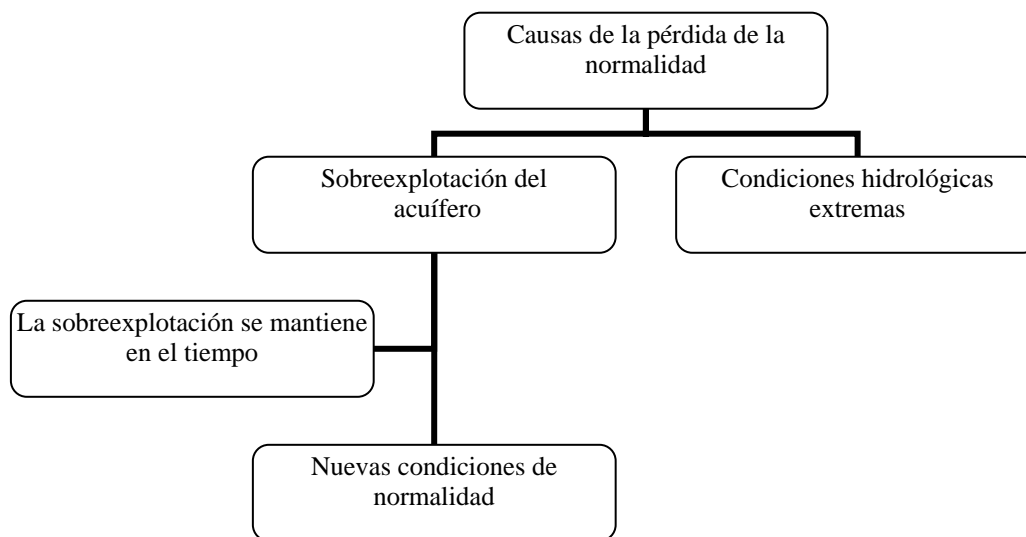 Causas de la pérdida de la
normalidad
Sobreexplotación del
acuífero
Condiciones hidrológicas
extremas
La sobreexplotación se mantiene
en el tiempo
Nuevas condiciones de
normalidad